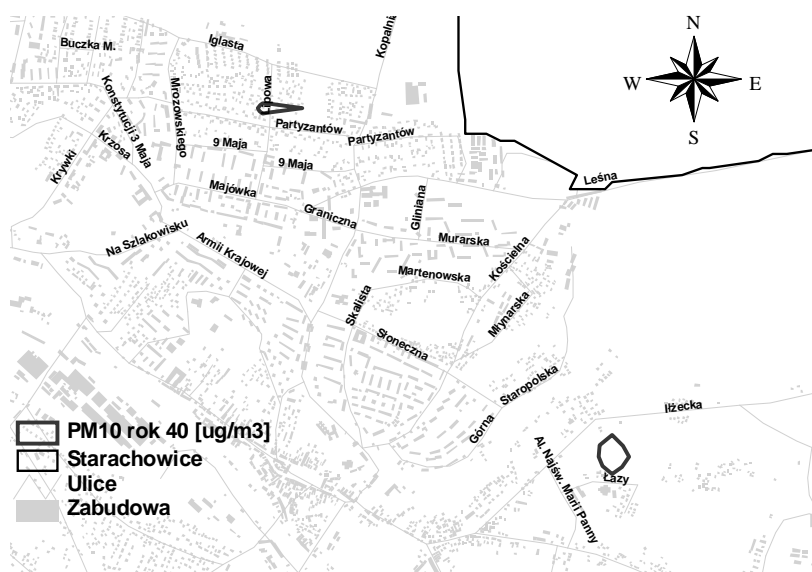 N
W
E
S
Buczka M.
Iglasta
Kopalnia
Lipowa
Mrozowskiego
Konstytucji 3 Maja
Krzosa
Krywki
Partyzantów
Partyzantów
9 Maja
9 Maja
Majówka
Graniczna
Gliniana
Leśna
Na Szlakowisku
Armii Krajowej
Murarska
Kościelna
Martenowska
Skalista
Młynarska
Słoneczna
Staropolska
Górna
Iłżecka
Al. Najśw. Marii Panny
Łazy
PM10 rok 40 [ug/m3]
Starachowice
Ulice
Zabudowa